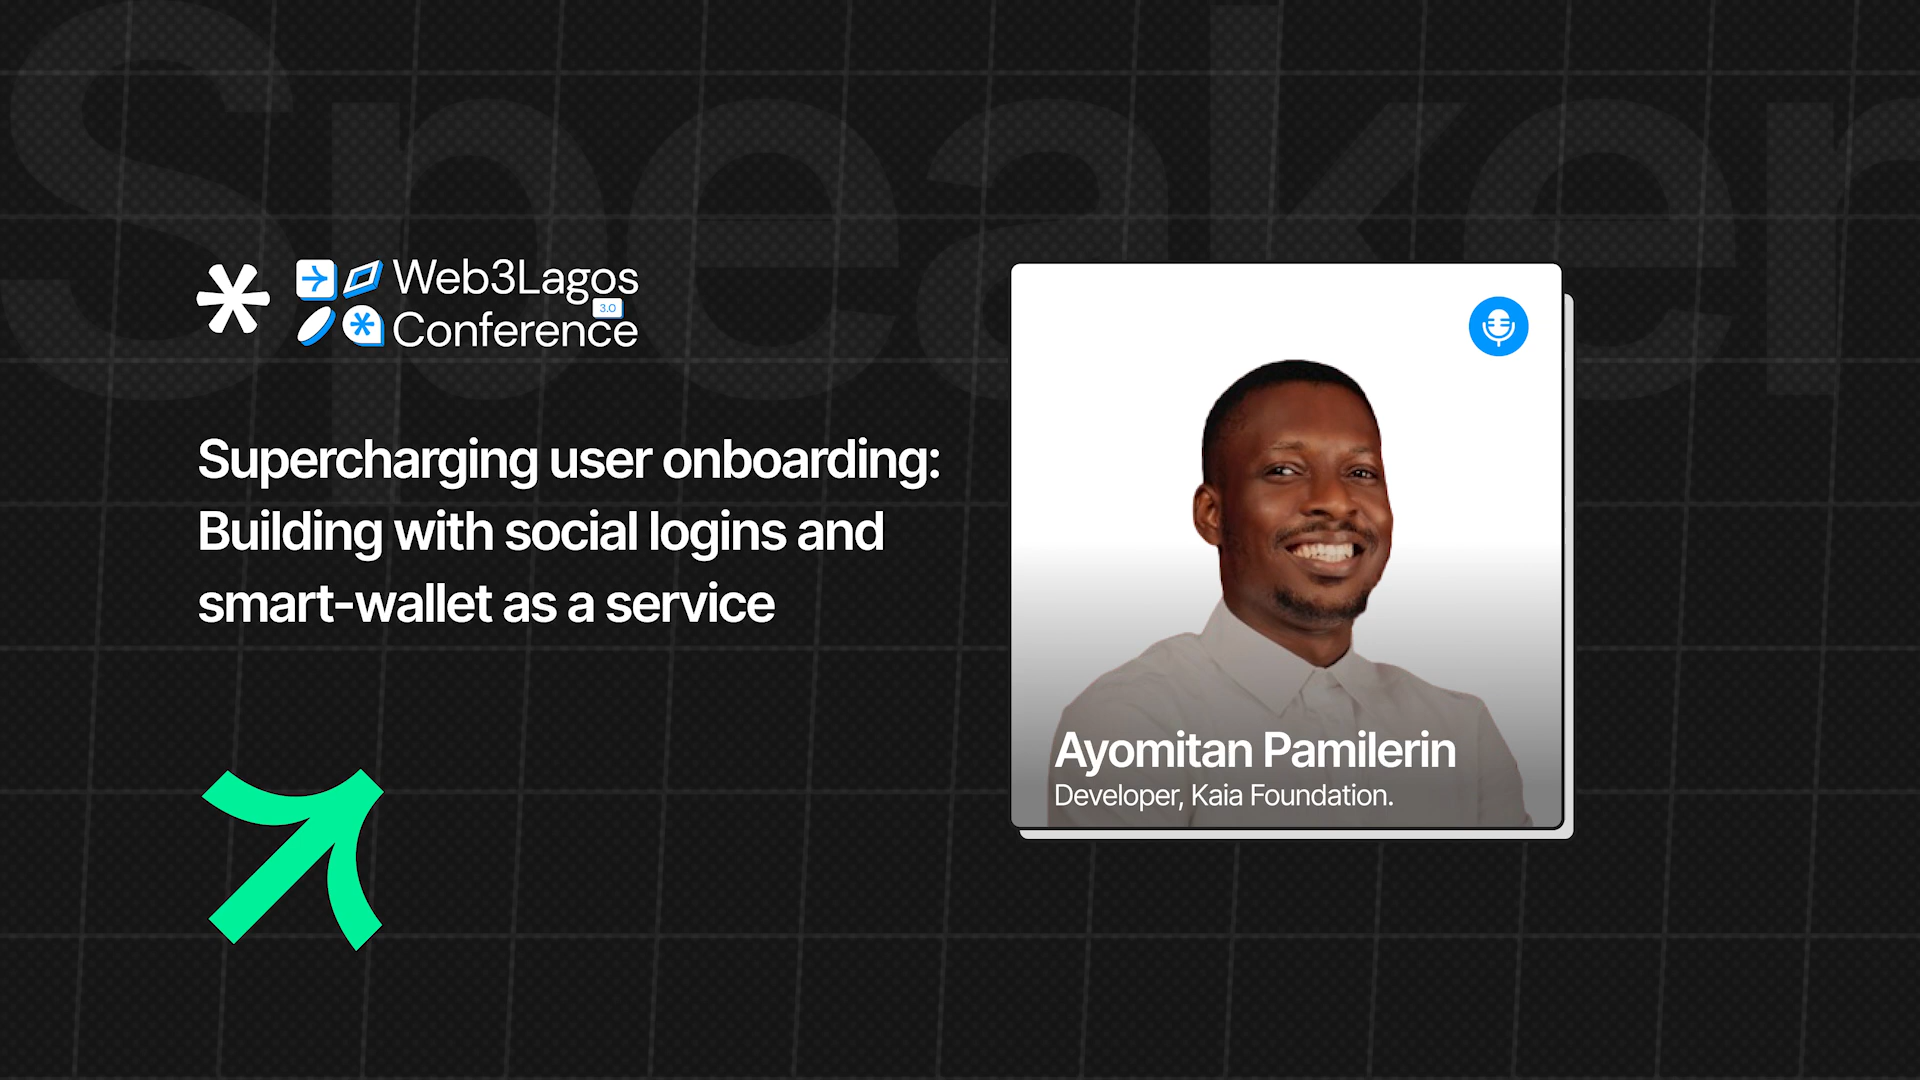 Speaker
Web3Lagos
3.0
Conference
Supercharging user onboarding:
Building with social logins and
smart-wallet as a service
Ayomitan Pamilerin
Developer, Kaia Foundation.